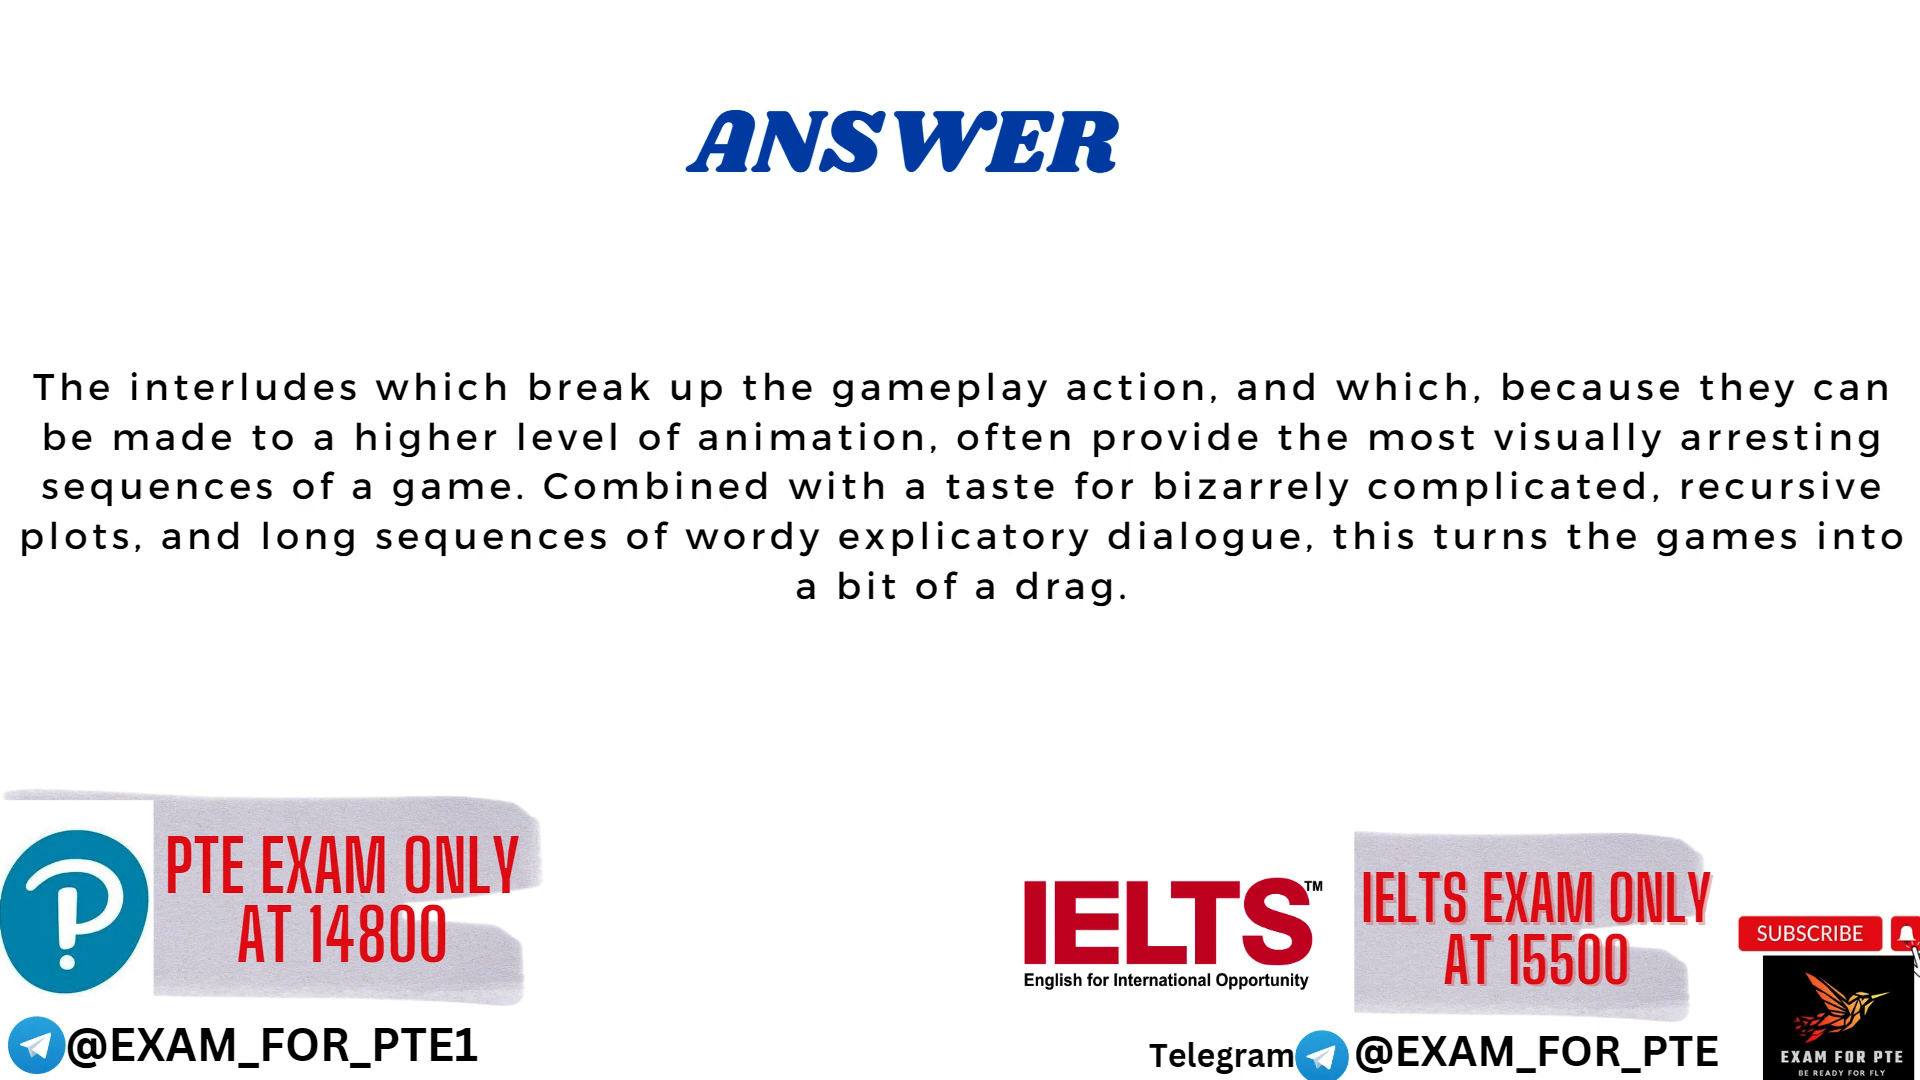 ANSWER
The interludes which break up the gameplay action, and which, because they can
be made to a higher level of animation, often provide the most visually arresting
sequences of a game. Combined with a taste for bizarrely complicated, recursive
plots, and long sequences of wordy explicatory dialogue, this turns the games into
a bit of a drag.
PTE EXAM ONLY
AT 14800
@EXAM_FOR_PTE1
IELTS™
English for International Opportunity
IELTS EXAM ONLY
AT 15500
Telegram @EXAM_FOR_PTE
SUBSCRIBE
EXAM FOR PTE
BE READY FOR FLY